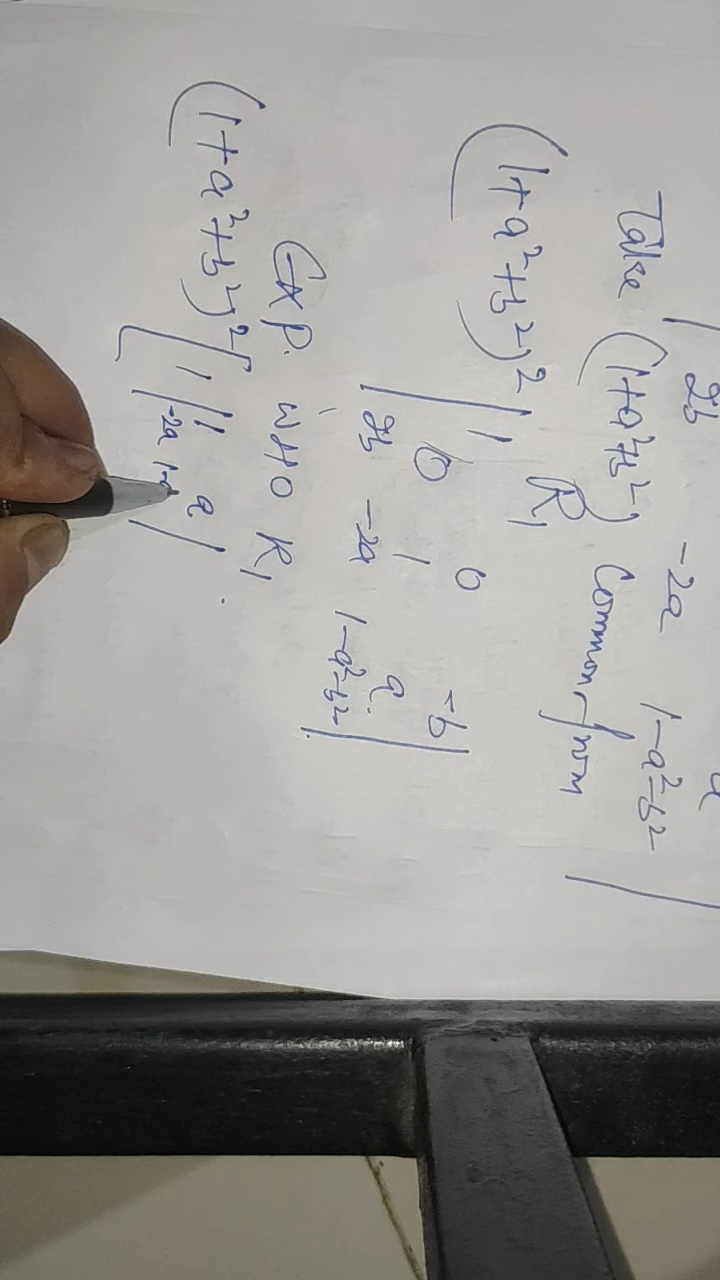 2b -2a 1-a²-b²
Take (1+a²+b²) Common from
R₁
(1+a²+b²)² | 1 0 -b
0 1 a
2b -2a 1-a²-b² |
Exp. W.r.to R₁.
(1+a²+b²)² [ 1 | 1 a
-2a 1-a |